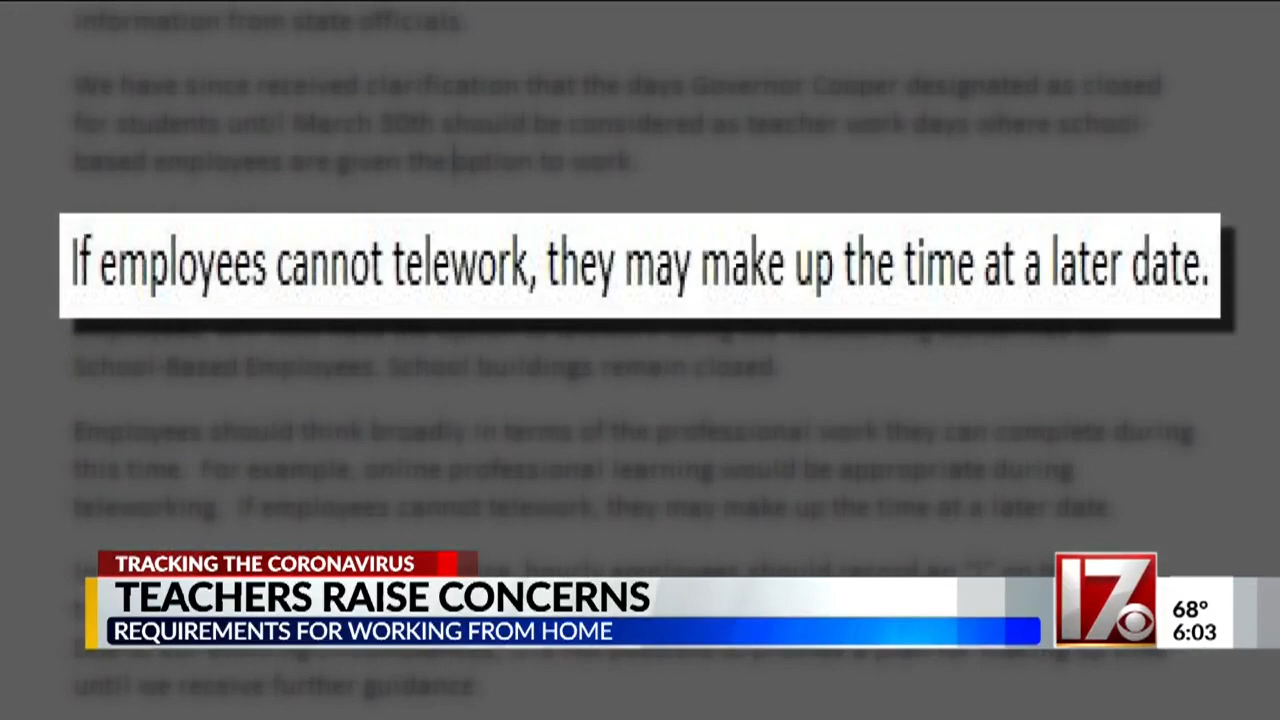 information from state officials.
We have since received clarification that the days Governor Cooper designated as closed
for students until March 30th should be considered as teacher work days where school-
based employees are given the option to work.
If employees cannot telework, they may make up the time at a later date.
School-Based Employees. School buildings remain closed.
Employees should think broadly in terms of the professional work they can complete during
this time. For example, online professional learning would be appropriate during
teleworking. If employees cannot telework, they may make up the time at a later date.
hourly employees should record an
TRACKING THE CORONAVIRUS
TEACHERS RAISE CONCERNS
REQUIREMENTS FOR WORKING FROM HOME
17
68°
6:03
until we receive further guidance.